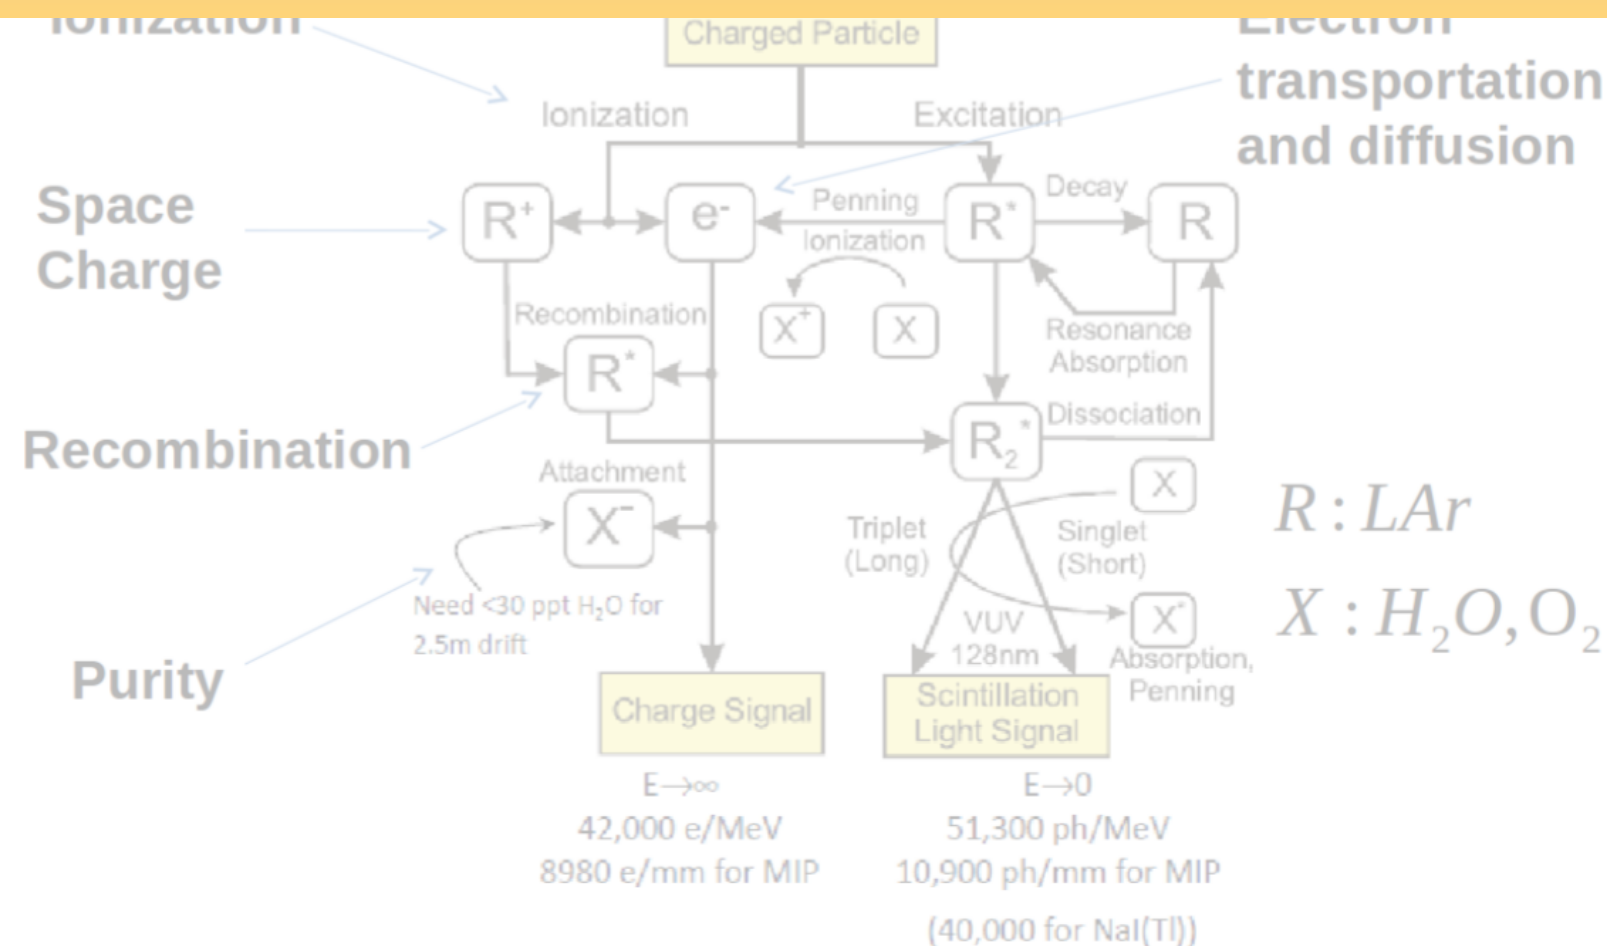 Ionization
Charged Particle
Electron
transportation
and diffusion
Ionization
Excitation
Space
Charge
R⁺
e⁻
Penning
Ionization
R*
Decay
R
Recombination
X⁺
X
Resonance
Absorption
R*
Recombination
Dissociation
R₂*
Attachment
X⁻
Triplet
(Long)
Singlet
(Short)
X
R : LAr
X : H₂O, O₂
Need <30 ppt H₂O for
2.5m drift
VUV
128nm
X*
Absorption,
Penning
Purity
Charge Signal
Scintillation
Light Signal
E→∞
42,000 e/MeV
8980 e/mm for MIP
E→0
51,300 ph/MeV
10,900 ph/mm for MIP
(40,000 for NaI(Tl))